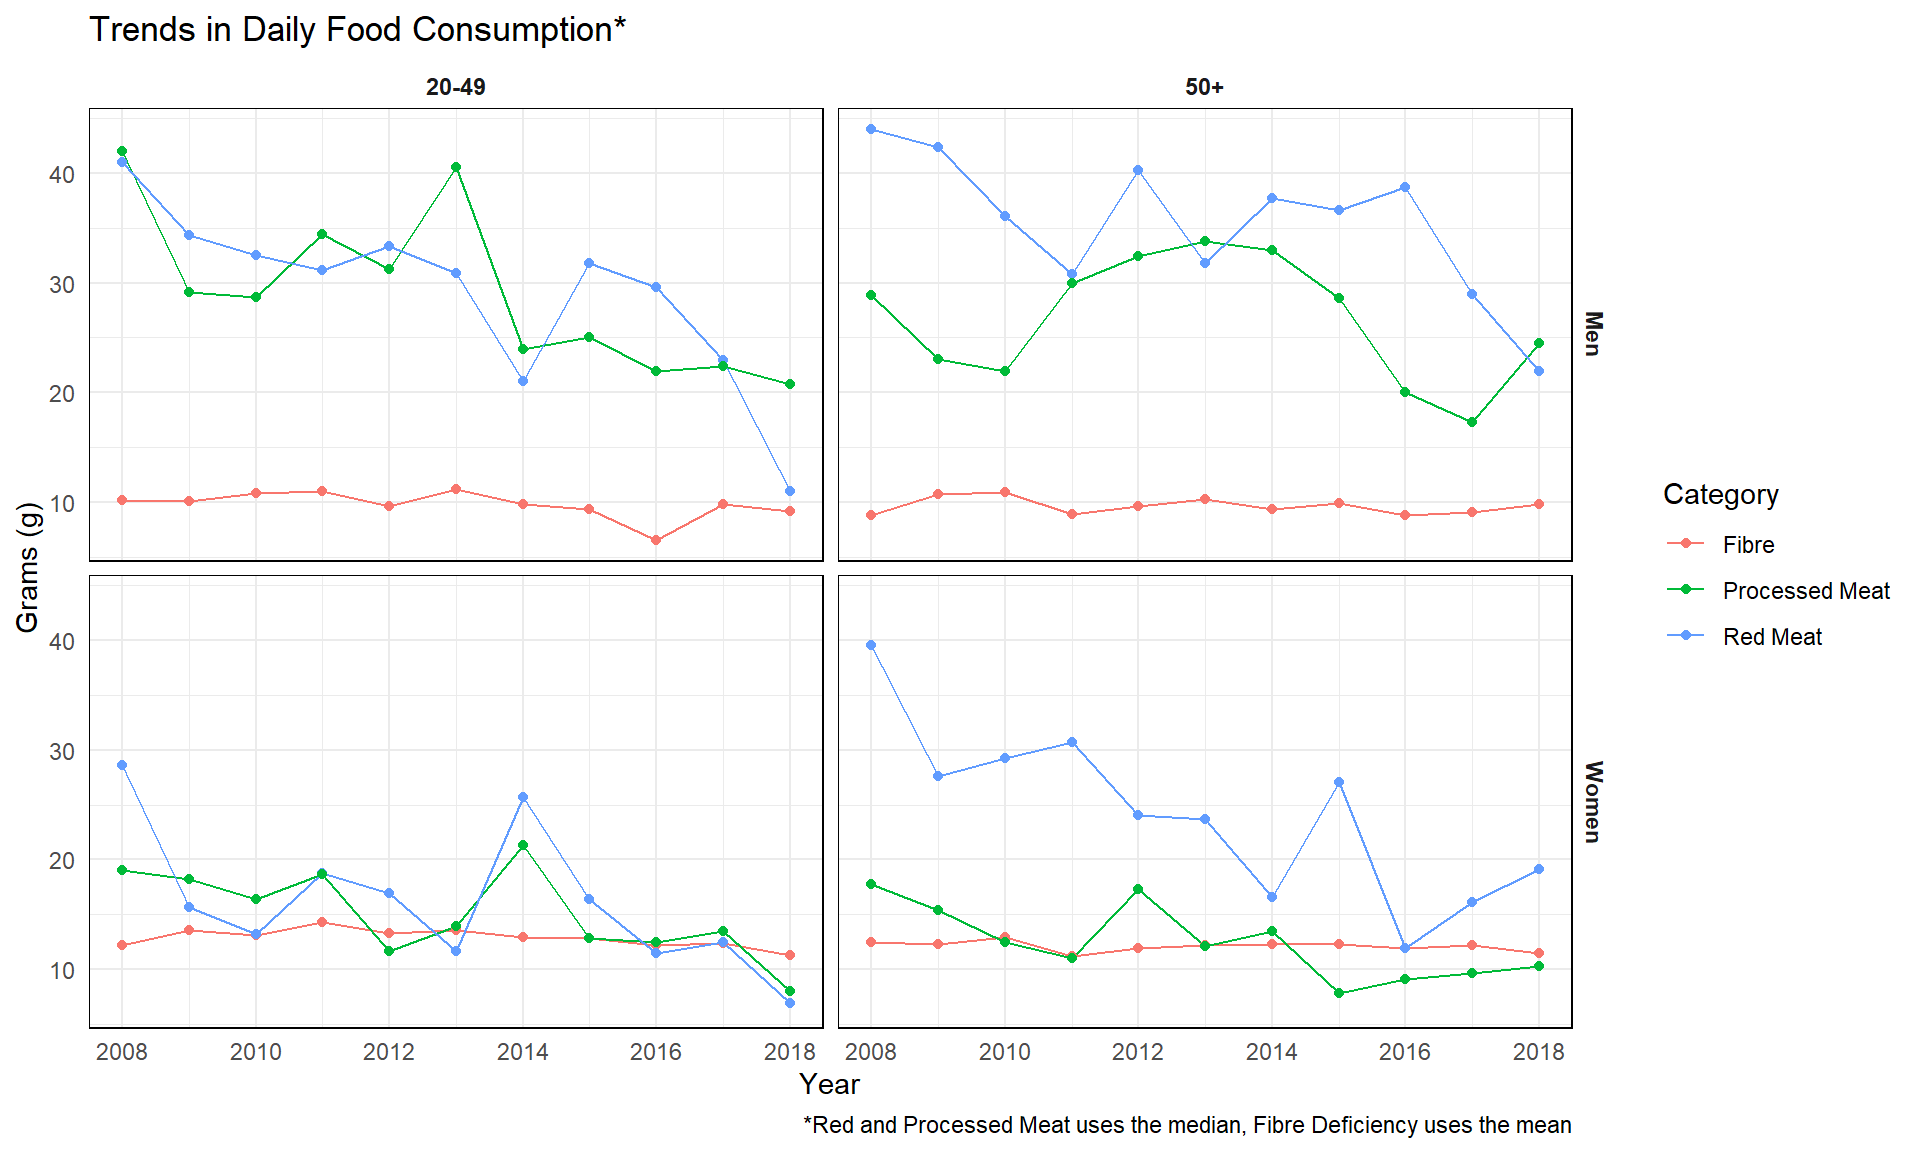 Trends in Daily Food Consumption*
20-49
50+
40
30
20
10
Men
40
30
20
10
Women
Grams (g)
2008 2010 2012 2014 2016 2018
2008 2010 2012 2014 2016 2018
Year
Category
Fibre
Processed Meat
Red Meat
*Red and Processed Meat uses the median, Fibre Deficiency uses the mean